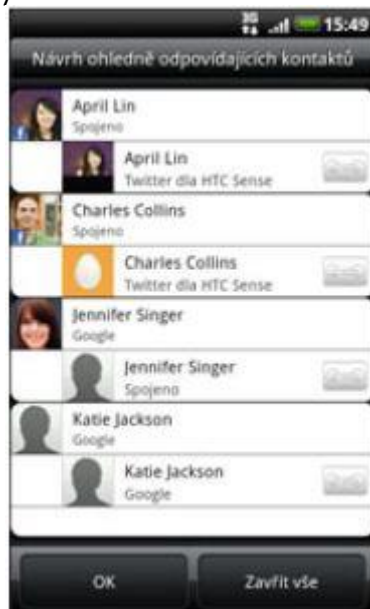 3G 15:49
Návrh ohledně odpovídajících kontaktů
April Lin
Spojeno
April Lin
Twitter dla HTC Sense
Charles Collins
Spojeno
Charles Collins
Twitter dla HTC Sense
Jennifer Singer
Google
Jennifer Singer
Spojeno
Katie Jackson
Google
Katie Jackson
Google
OK Zavřít vše